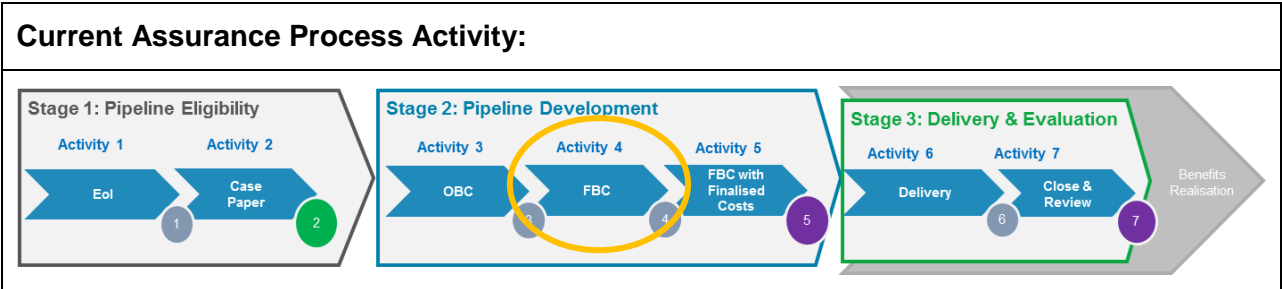 Current Assurance Process Activity:
Stage 1: Pipeline Eligibility
Activity 1
Activity 2
EoI
Case
Paper
1
2
Stage 2: Pipeline Development
Activity 3
Activity 4
Activity 5
OBC
FBC
FBC with
Finalised
Costs
3
4
5
Stage 3: Delivery & Evaluation
Activity 6
Activity 7
Delivery
Close &
Review
6
7
Benefits
Realisation